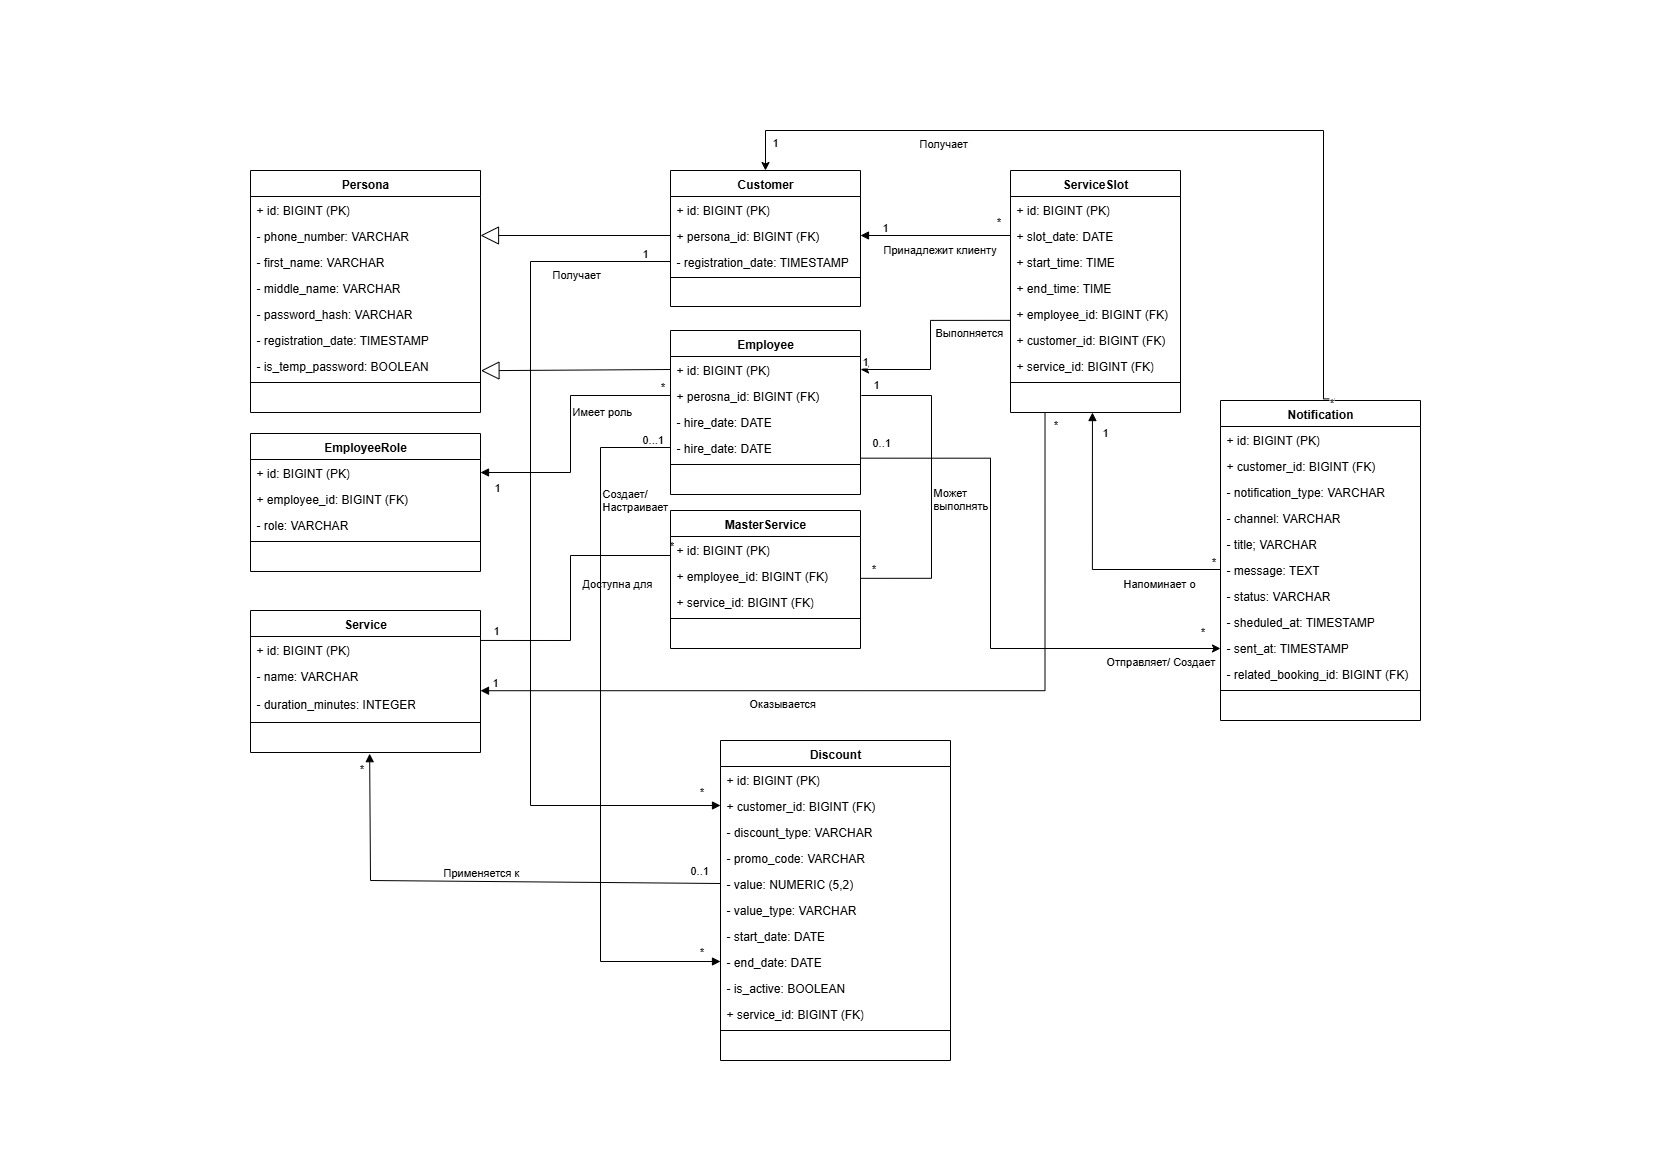 1
Получает
Persona
+ id: BIGINT (PK)
- phone_number: VARCHAR
- first_name: VARCHAR
- middle_name: VARCHAR
- password_hash: VARCHAR
- registration_date: TIMESTAMP
- is_temp_password: BOOLEAN
Customer
+ id: BIGINT (PK)
+ persona_id: BIGINT (FK)
- registration_date: TIMESTAMP
ServiceSlot
+ id: BIGINT (PK)
+ slot_date: DATE
+ start_time: TIME
+ end_time: TIME
+ employee_id: BIGINT (FK)
+ customer_id: BIGINT (FK)
+ service_id: BIGINT (FK)
1
*
Принадлежит клиенту
1
Получает
Выполняется
1
Employee
+ id: BIGINT (PK)
+ perosna_id: BIGINT (FK)
- hire_date: DATE
- hire_date: DATE
*
Имеет роль
1
1
0...1
0..1
EmployeeRole
+ id: BIGINT (PK)
+ employee_id: BIGINT (FK)
- role: VARCHAR
Создает/
Настраивает
Может
выполнять
MasterService
+ id: BIGINT (PK)
+ employee_id: BIGINT (FK)
+ service_id: BIGINT (FK)
*
*
Доступна для
1
Notification
+ id: BIGINT (PK)
+ customer_id: BIGINT (FK)
- notification_type: VARCHAR
- channel: VARCHAR
- title; VARCHAR
- message: TEXT
- status: VARCHAR
- sheduled_at: TIMESTAMP
- sent_at: TIMESTAMP
- related_booking_id: BIGINT (FK)
*
*
1
*
Напоминает о
*
Отправляет/ Создает
Service
+ id: BIGINT (PK)
- name: VARCHAR
- duration_minutes: INTEGER
1
Оказывается
*
Discount
+ id: BIGINT (PK)
+ customer_id: BIGINT (FK)
- discount_type: VARCHAR
- promo_code: VARCHAR
- value: NUMERIC (5,2)
- value_type: VARCHAR
- start_date: DATE
- end_date: DATE
- is_active: BOOLEAN
+ service_id: BIGINT (FK)
*
Применяется к
0..1
*